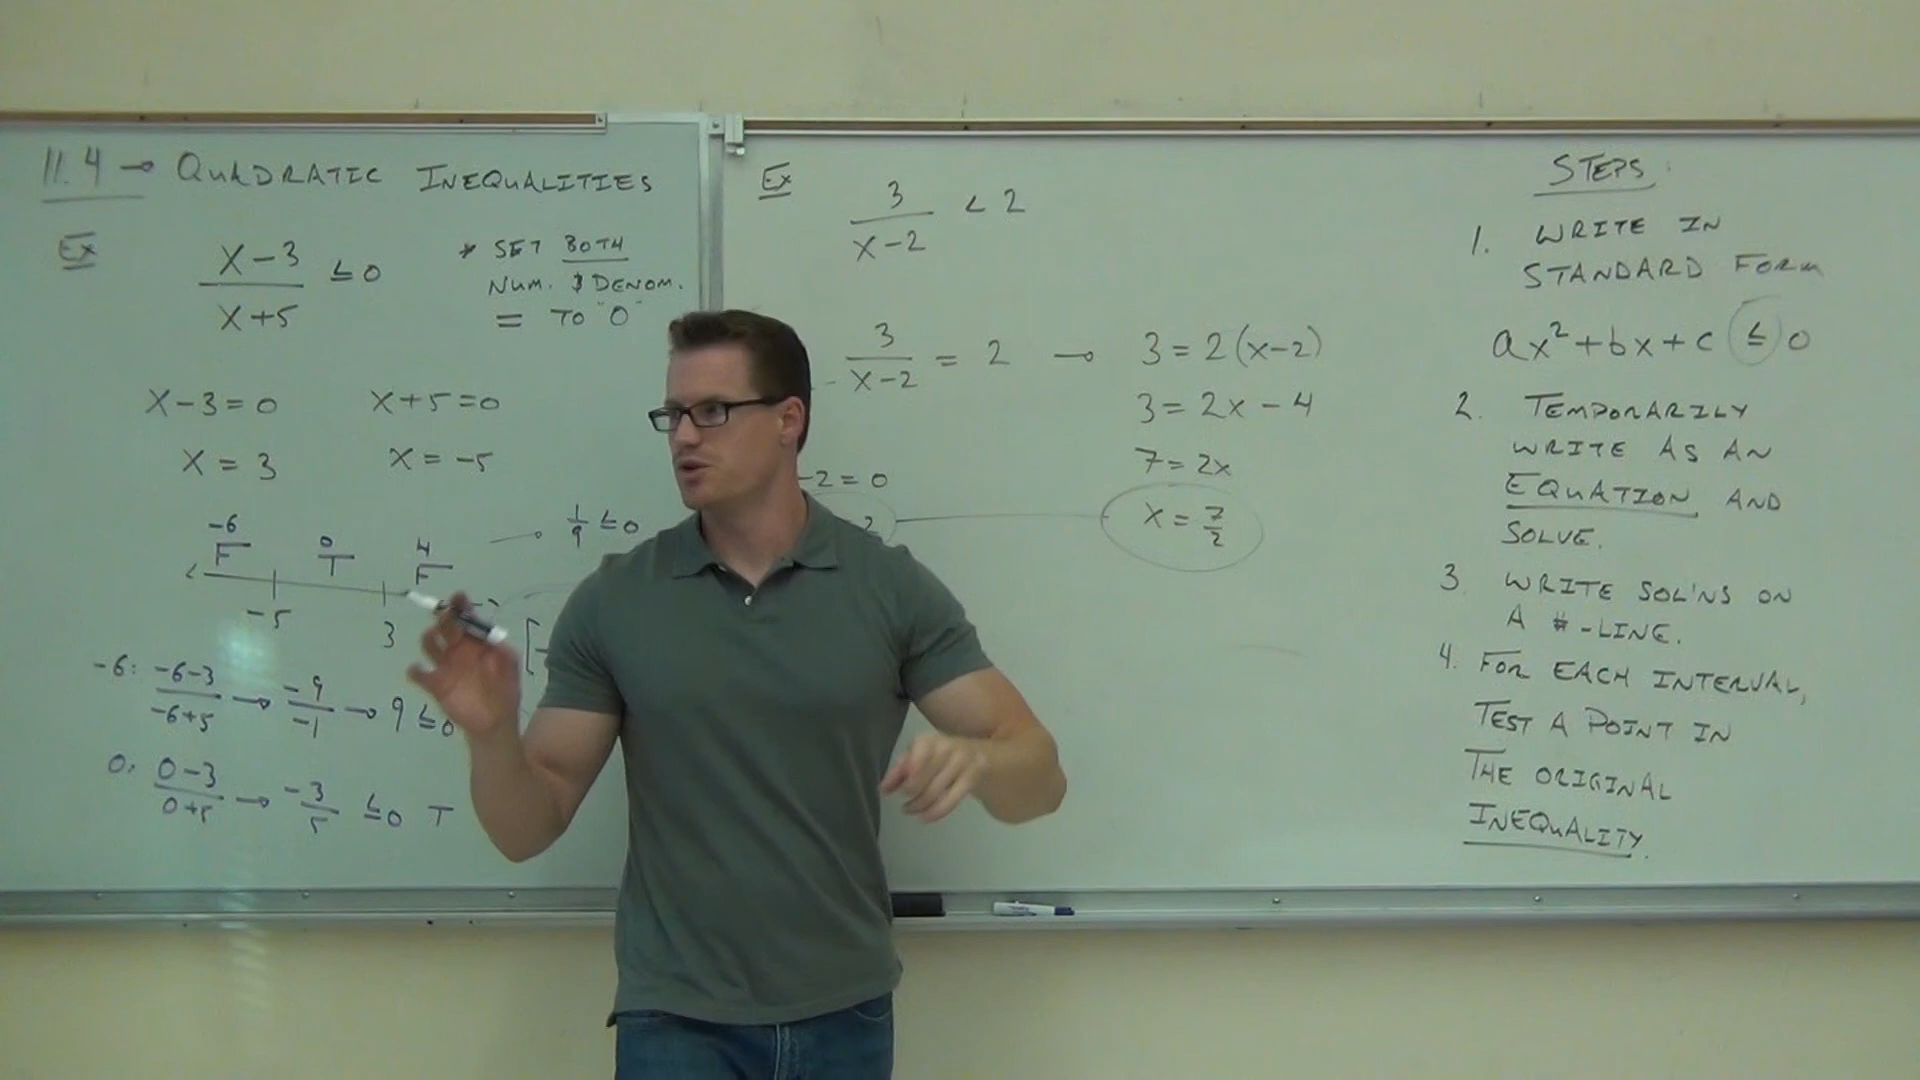 11.4 → QUADRATIC INEQUALITIES
Ex
x-3
x+5
≤ 0
* SET BOTH
NUM. & DENOM.
= TO "0"
x-3=0 x+5=0
x = 3 x = -5
-6 0 4
F T F
-5 3
→ 1/9 ≤ 0
[
-6: -6-3/-6+5 → -9/-1 → 9 ≤ 0
0: 0-3/0+5 → -3/5 ≤ 0 T
Ex
3/x-2 < 2
3/x-2 = 2 → 3 = 2(x-2)
3 = 2x - 4
7 = 2x
-2 = 0
2
x = 7/2
STEPS:
1. WRITE IN
STANDARD FORM
ax²+bx+c ≤ 0
2. TEMPORARILY
WRITE AS AN
EQUATION AND
SOLVE.
3. WRITE SOL'NS ON
A #-LINE.
4. FOR EACH INTERVAL,
TEST A POINT IN
THE ORIGINAL
INEQUALITY.